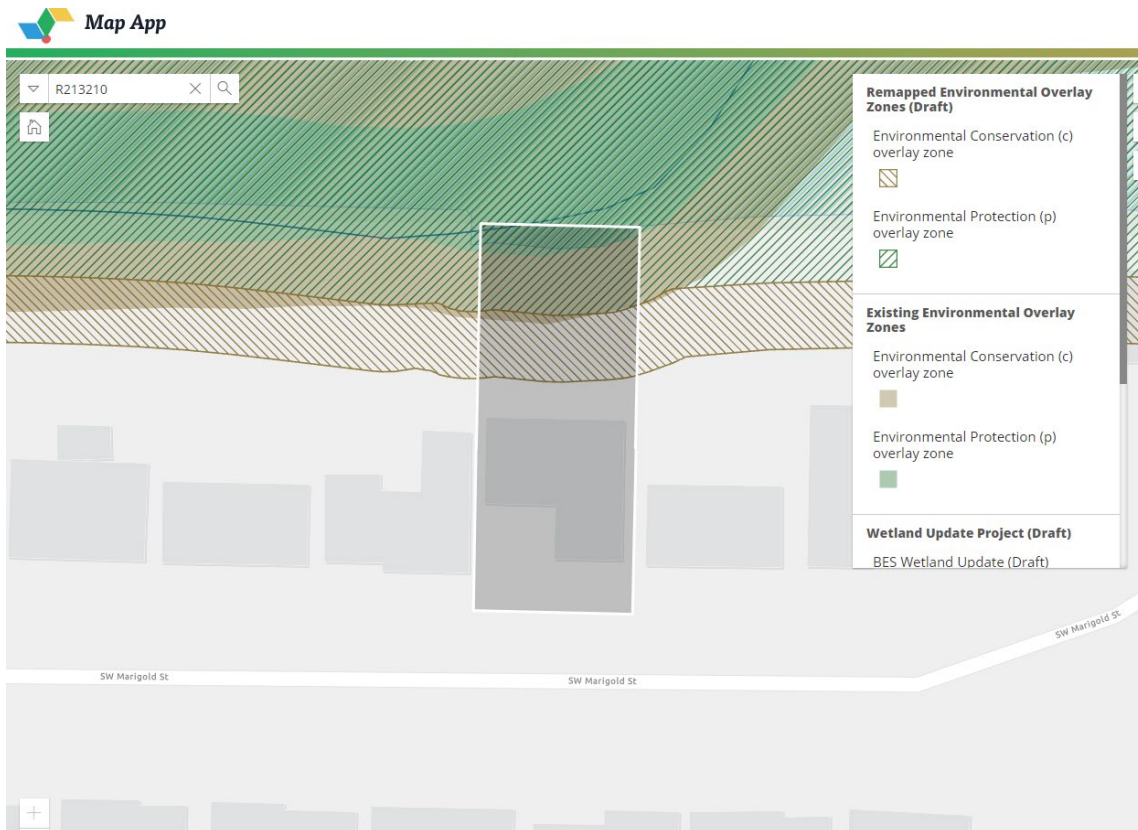 Map App
R213210
Remapped Environmental Overlay
Zones (Draft)
Environmental Conservation (c)
overlay zone
Environmental Protection (p)
overlay zone
Existing Environmental Overlay
Zones
Environmental Conservation (c)
overlay zone
Environmental Protection (p)
overlay zone
Wetland Update Project (Draft)
BES Wetland Update (Draft)
SW Marigold St
SW Marigold St
SW Marigold St